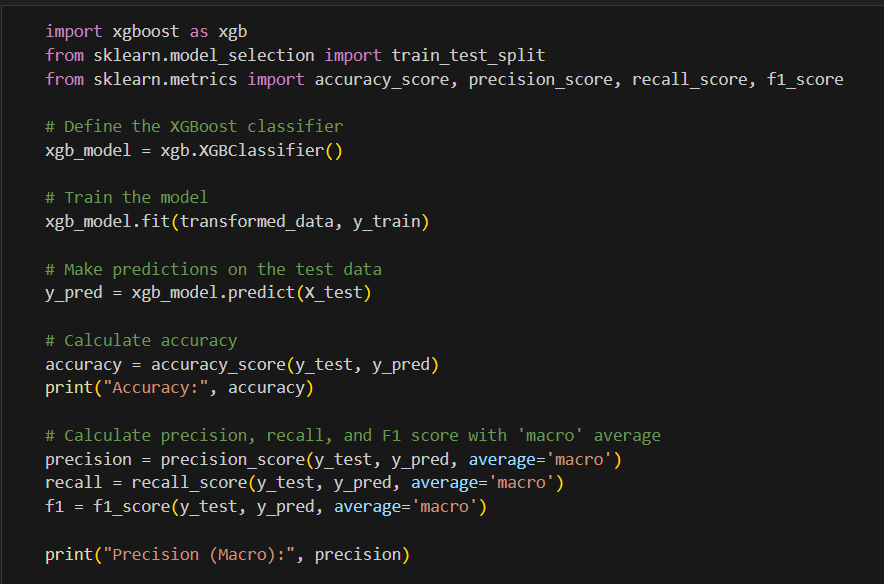 import xgboost as xgb
from sklearn.model_selection import train_test_split
from sklearn.metrics import accuracy_score, precision_score, recall_score, f1_score
# Define the XGBoost classifier
xgb_model = xgb.XGBClassifier()
# Train the model
xgb_model.fit(transformed_data, y_train)
# Make predictions on the test data
y_pred = xgb_model.predict(X_test)
# Calculate accuracy
accuracy = accuracy_score(y_test, y_pred)
print("Accuracy:", accuracy)
# Calculate precision, recall, and F1 score with 'macro' average
precision = precision_score(y_test, y_pred, average='macro')
recall = recall_score(y_test, y_pred, average='macro')
f1 = f1_score(y_test, y_pred, average='macro')
print("Precision (Macro):", precision)